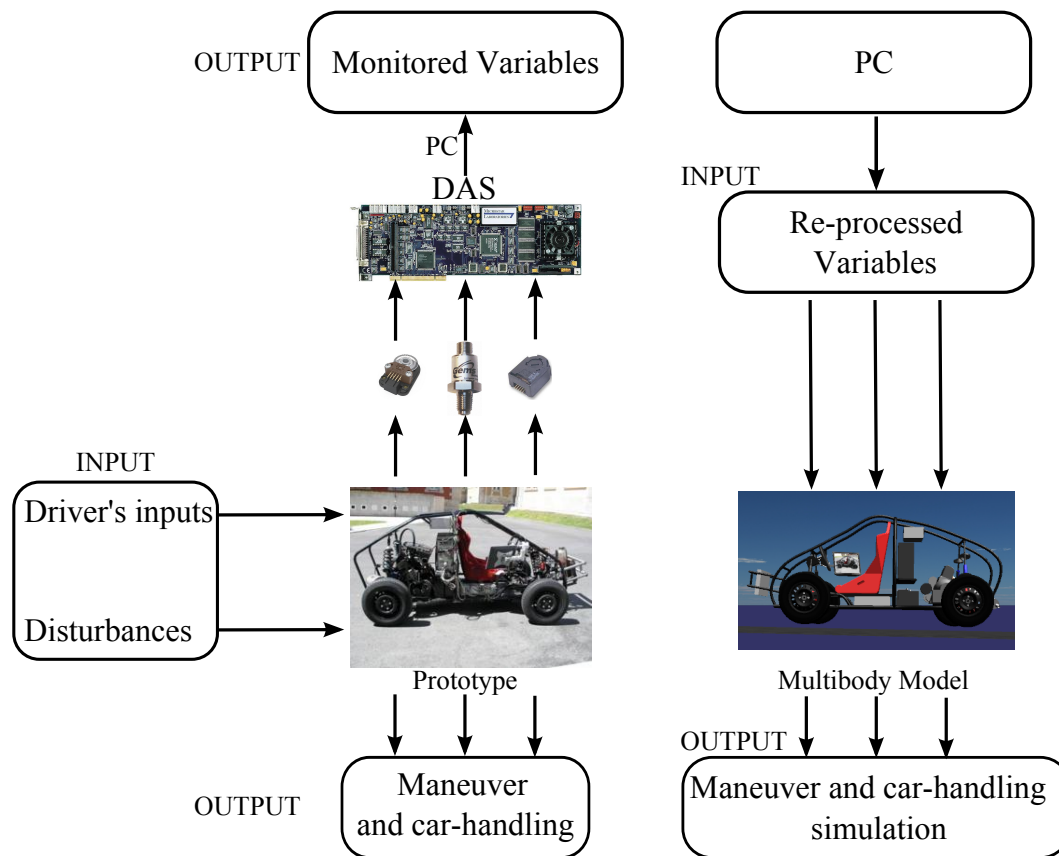 OUTPUT
Monitored Variables
PC
PC
DAS
INPUT
Re-processed
Variables
Gems
INPUT
Driver's inputs
Disturbances
Prototype
Multibody Model
OUTPUT
Maneuver
and car-handling
OUTPUT
Maneuver and car-handling
simulation